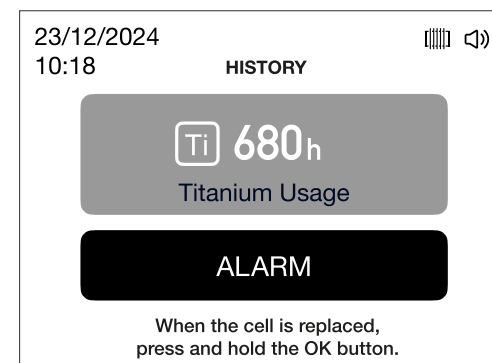 23/12/2024
10:18
HISTORY
Ti 680h
Titanium Usage
ALARM
When the cell is replaced,
press and hold the OK button.